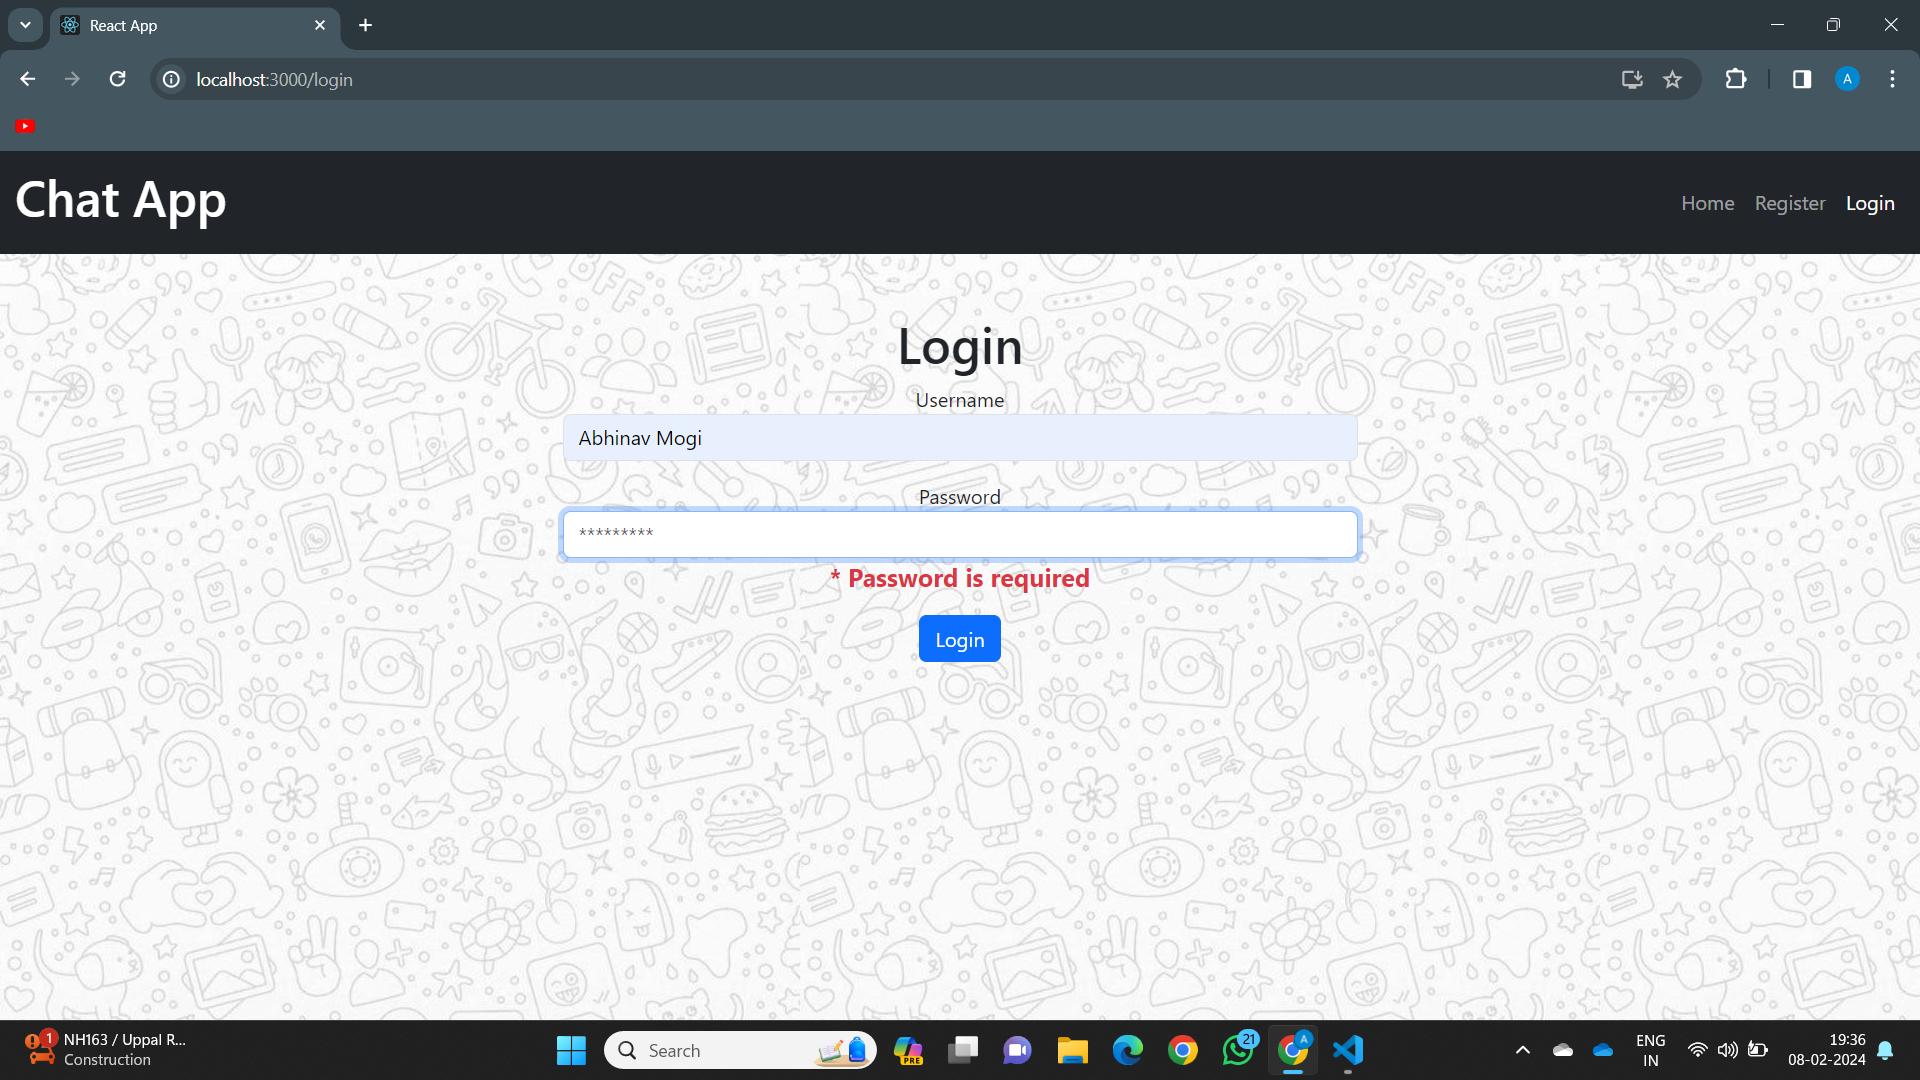 React App
localhost:3000/login
A
Chat App
Home Register Login
Login
Username
Abhinav Mogi
Password
*********
* Password is required
Login
1
NH163 / Uppal R...
Construction
Search
PRE
21
A
ENG
IN
19:36
08-02-2024